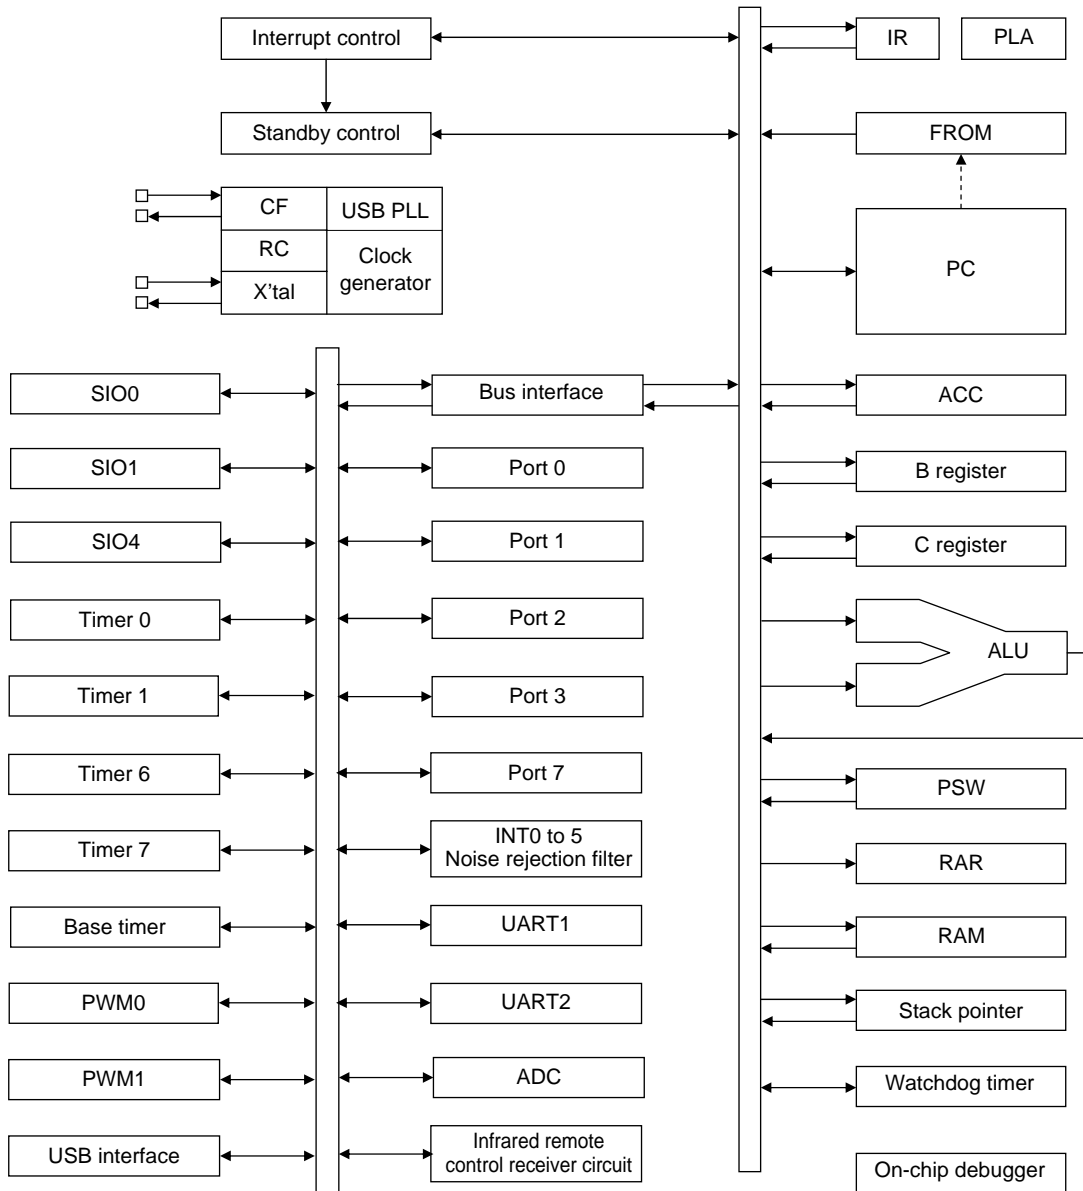 Interrupt control
IR
PLA
Standby control
FROM
CF
USB PLL
RC
Clock
generator
X'tal
PC
SIO0
Bus interface
ACC
SIO1
Port 0
B register
SIO4
Port 1
C register
Timer 0
Port 2
ALU
Timer 1
Port 3
Timer 6
Port 7
PSW
Timer 7
INT0 to 5
Noise rejection filter
RAR
Base timer
UART1
RAM
PWM0
UART2
Stack pointer
PWM1
ADC
Watchdog timer
USB interface
Infrared remote
control receiver circuit
On-chip debugger